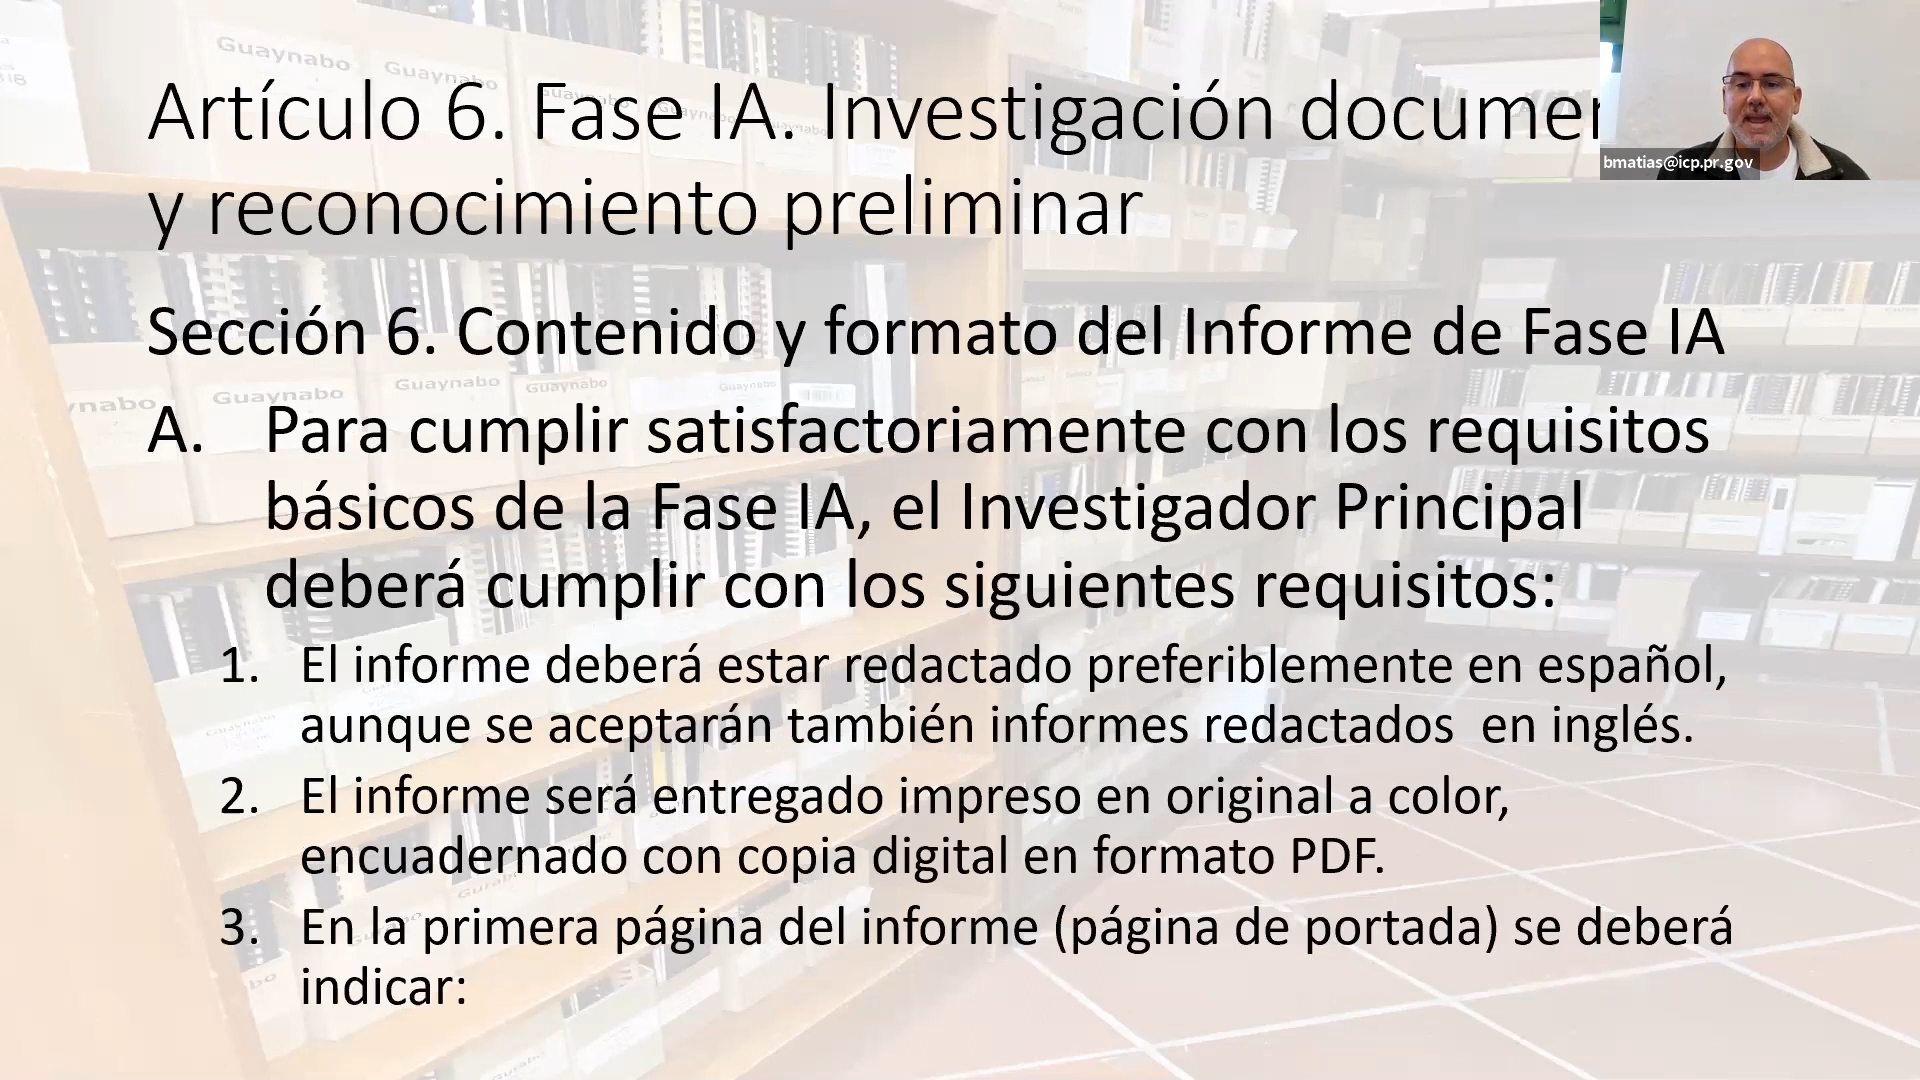 Artículo 6. Fase IA. Investigación
y reconocimiento preliminar
bmatias@icp.pr.gov
Sección 6. Contenido y formato del Informe de Fase IA
A. Para cumplir satisfactoriamente con los requisitos
básicos de la Fase IA, el Investigador Principal
deberá cumplir con los siguientes requisitos:
1. El informe deberá estar redactado preferiblemente en español,
aunque se aceptarán también informes redactados en inglés.
2. El informe será entregado impreso en original a color,
encuadernado con copia digital en formato PDF.
3. En la primera página del informe (página de portada) se deberá
indicar:
Guaynabo
Guaynabo
Guaynabo
Guaynabo
Guaynabo
Guaynabo